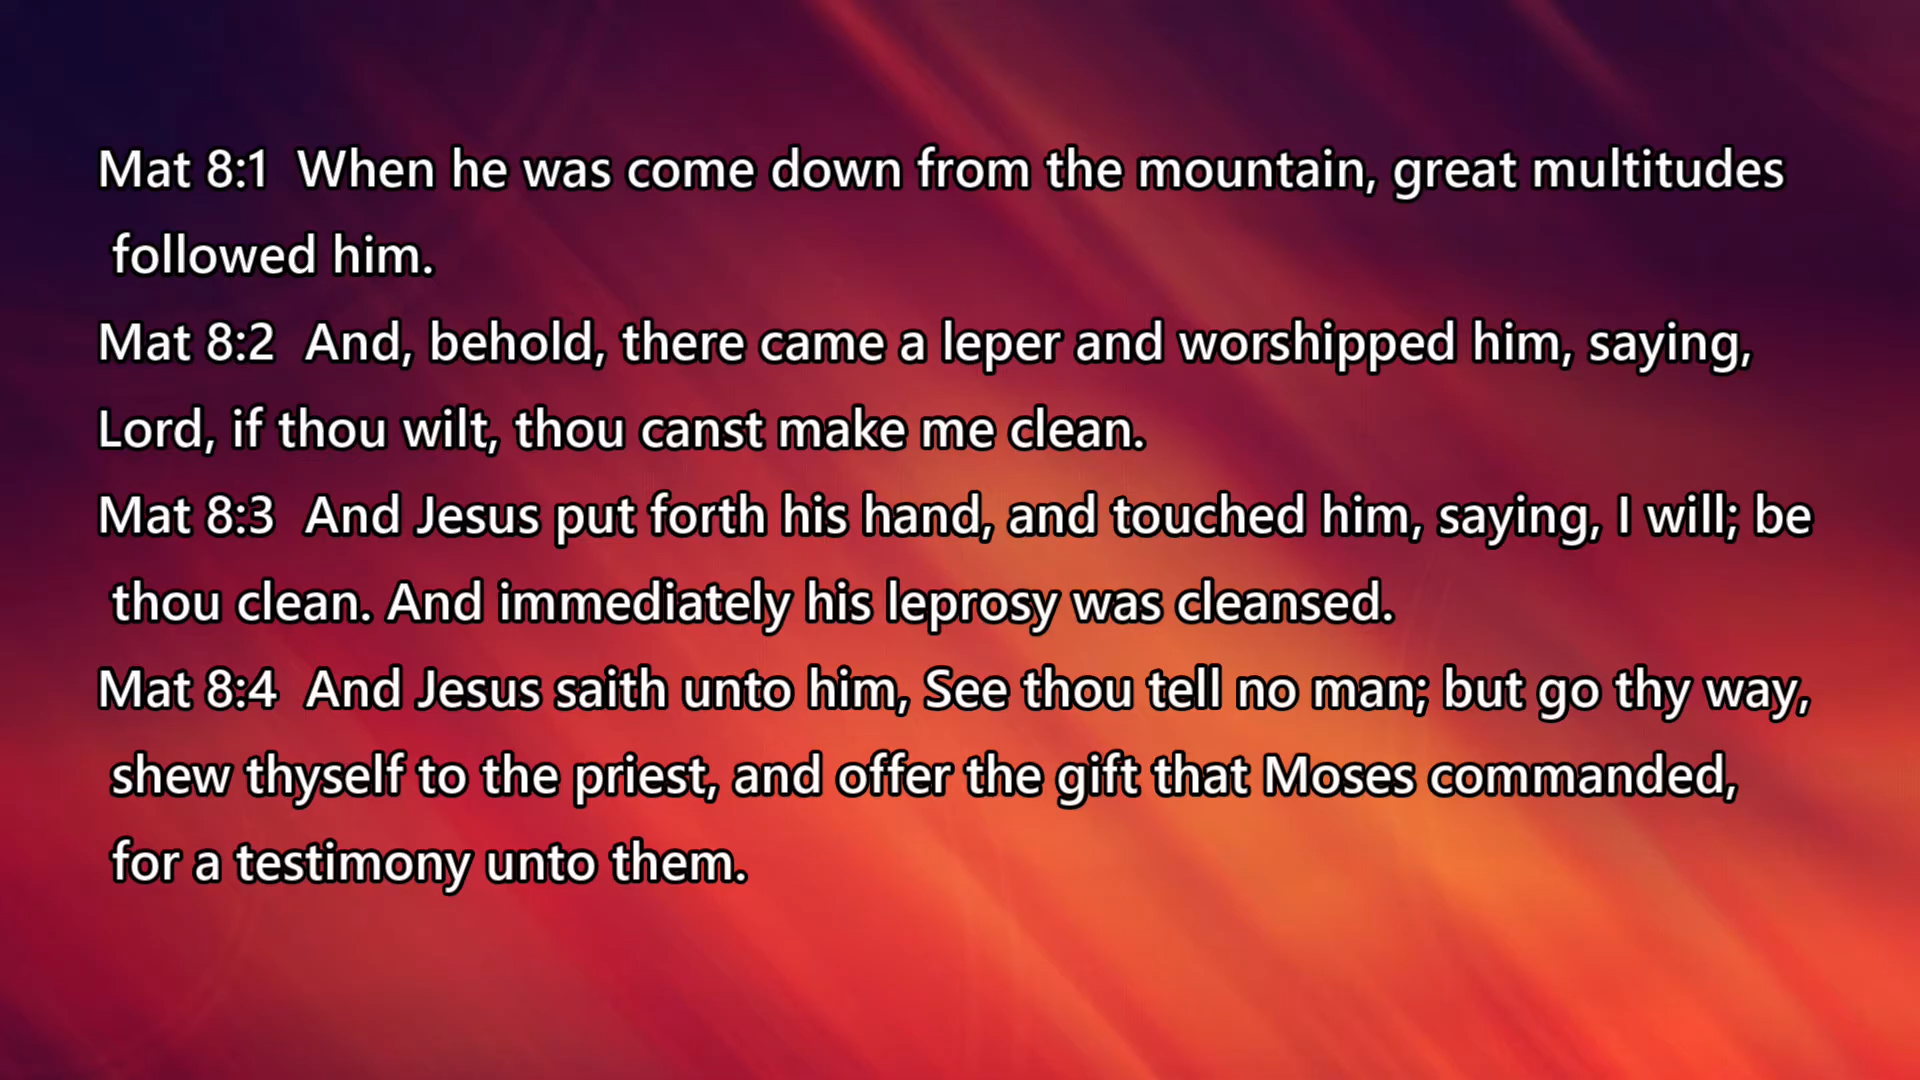 Mat 8:1  When he was come down from the mountain, great multitudes
followed him.
Mat 8:2  And, behold, there came a leper and worshipped him, saying,
Lord, if thou wilt, thou canst make me clean.
Mat 8:3  And Jesus put forth his hand, and touched him, saying, I will; be
thou clean. And immediately his leprosy was cleansed.
Mat 8:4  And Jesus saith unto him, See thou tell no man; but go thy way,
shew thyself to the priest, and offer the gift that Moses commanded,
for a testimony unto them.